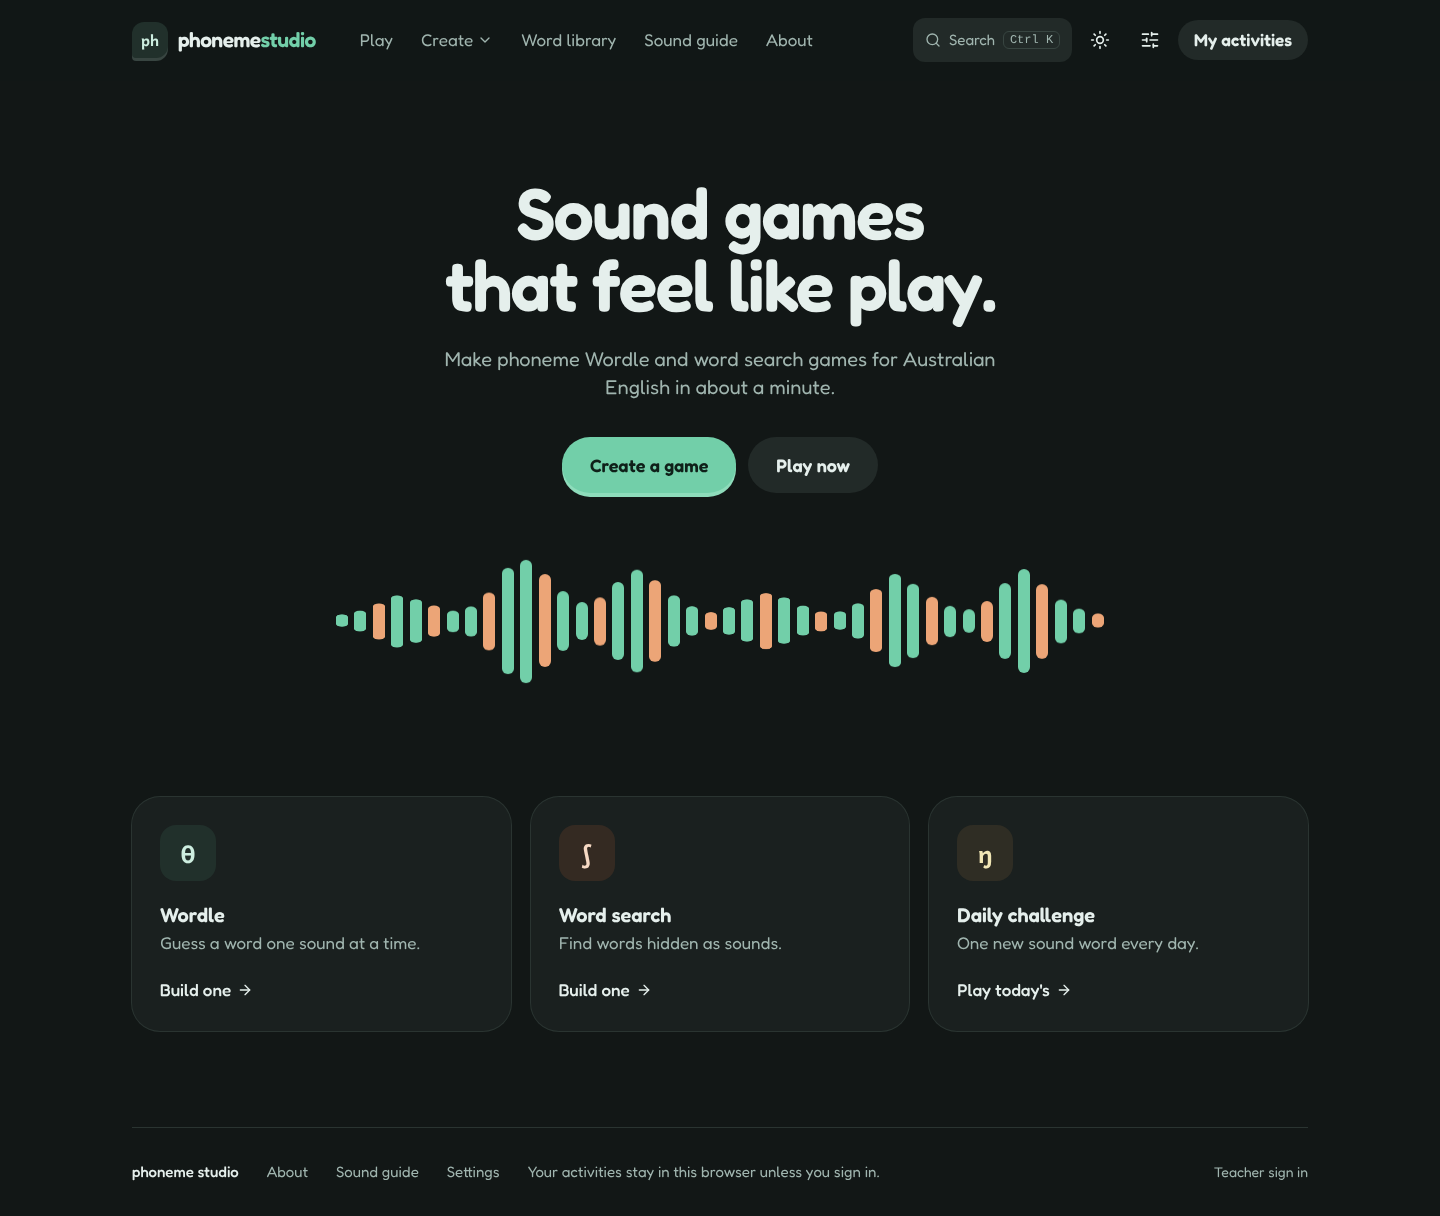 ph phonemestudio Play Create Word library Sound guide About Search Ctrl K My activities
Sound games
that feel like play.
Make phoneme Wordle and word search games for Australian
English in about a minute.
Create a game Play now
θ
Wordle
Guess a word one sound at a time.
Build one →
ʃ
Word search
Find words hidden as sounds.
Build one →
ŋ
Daily challenge
One new sound word every day.
Play today's →
phoneme studio About Sound guide Settings Your activities stay in this browser unless you sign in. Teacher sign in